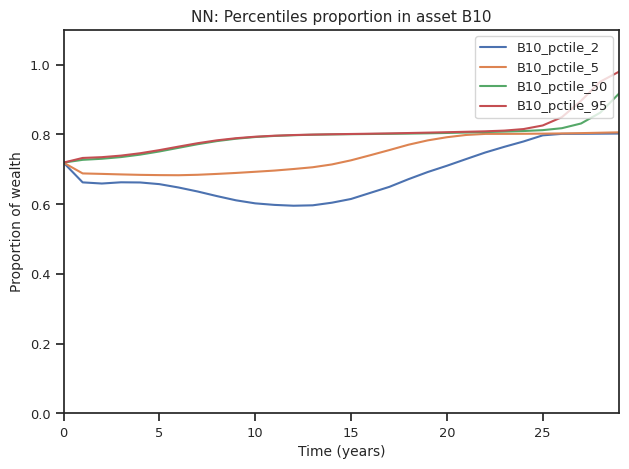 NN: Percentiles proportion in asset B10
B10_pctile_2
B10_pctile_5
B10_pctile_50
B10_pctile_95
1.0
0.8
0.6
0.4
0.2
0.0
Proportion of wealth
0 5 10 15 20 25
Time (years)